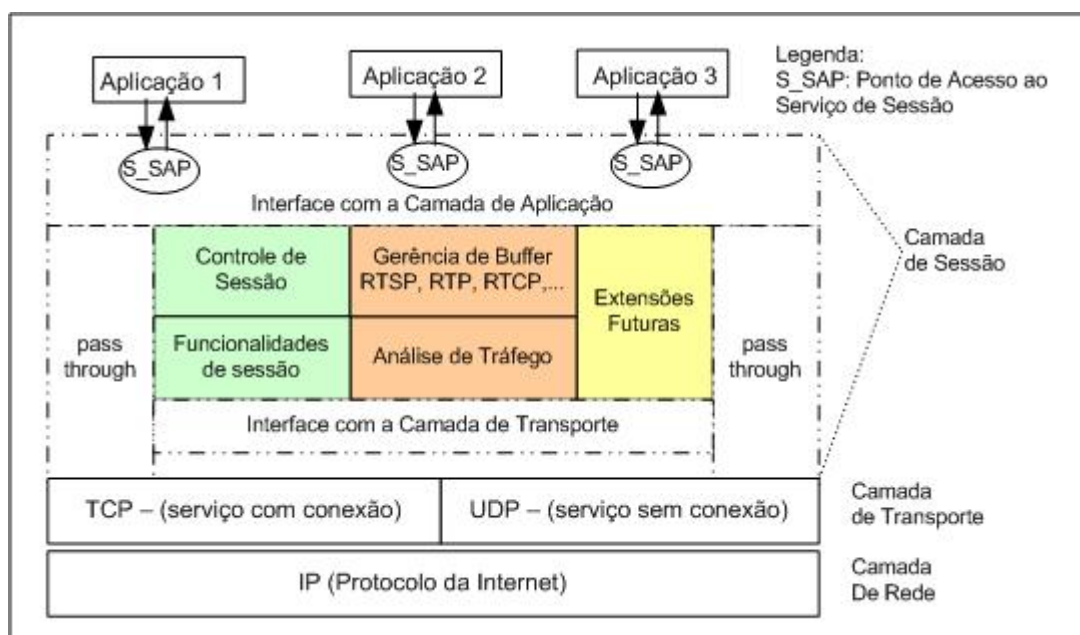 Aplicação 1
Aplicação 2
Aplicação 3
Legenda:
S_SAP: Ponto de Acesso ao
Serviço de Sessão
S_SAP
S_SAP
S_SAP
Interface com a Camada de Aplicação
pass
through
Controle de
Sessão
Gerência de Buffer
RTSP, RTP, RTCP,...
Extensões
Futuras
Funcionalidades
de sessão
Análise de Tráfego
pass
through
Camada
de Sessão
Interface com a Camada de Transporte
TCP – (serviço com conexão)
UDP – (serviço sem conexão)
Camada
de Transporte
IP (Protocolo da Internet)
Camada
De Rede